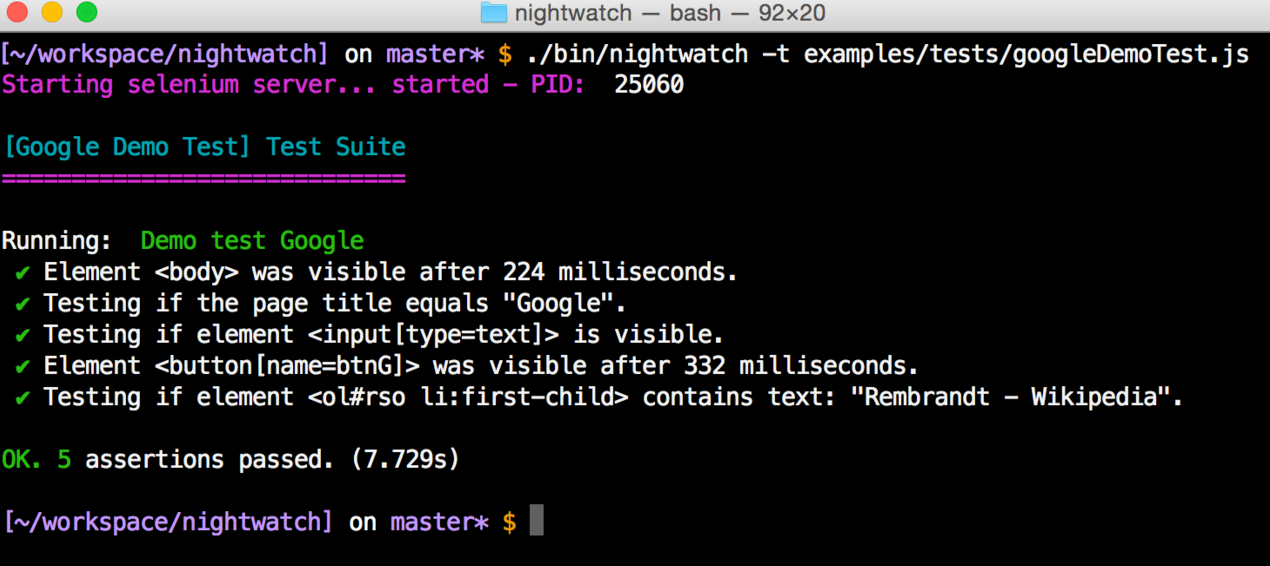 nightwatch — bash — 92×20
[~/workspace/nightwatch] on master* $ ./bin/nightwatch -t examples/tests/googleDemoTest.js
Starting selenium server... started - PID:  25060
[Google Demo Test] Test Suite
=============================
Running:  Demo test Google
✔ Element <body> was visible after 224 milliseconds.
✔ Testing if the page title equals "Google".
✔ Testing if element <input[type=text]> is visible.
✔ Element <button[name=btnG]> was visible after 332 milliseconds.
✔ Testing if element <ol#rso li:first-child> contains text: "Rembrandt - Wikipedia".
OK. 5 assertions passed. (7.729s)
[~/workspace/nightwatch] on master* $